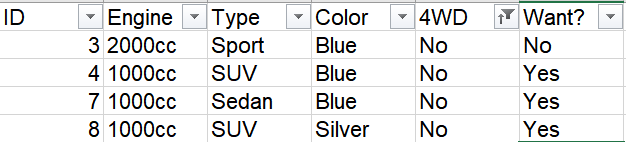 ID Engine Type Color 4WD Want?
3 2000cc Sport Blue No No
4 1000cc SUV Blue No Yes
7 1000cc Sedan Blue No Yes
8 1000cc SUV Silver No Yes